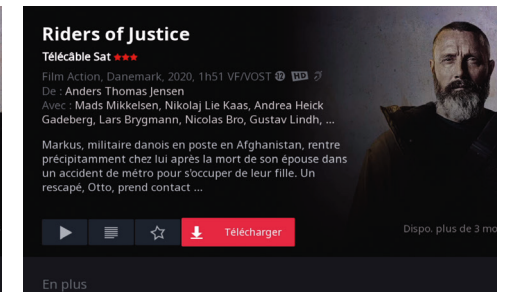 Riders of Justice
Télécâble Sat ★★★
Film Action, Danemark, 2020, 1h51 VF/VOST 12 HD
De : Anders Thomas Jensen
Avec : Mads Mikkelsen, Nikolaj Lie Kaas, Andrea Heick
Gadeberg, Lars Brygmann, Nicolas Bro, Gustav Lindh, ...
Markus, militaire danois en poste en Afghanistan, rentre
précipitamment chez lui après la mort de son épouse dans
un accident de métro pour s'occuper de leur fille. Un
rescapé, Otto, prend contact ...
Télécharger
Dispo. plus de 3 mo
En plus